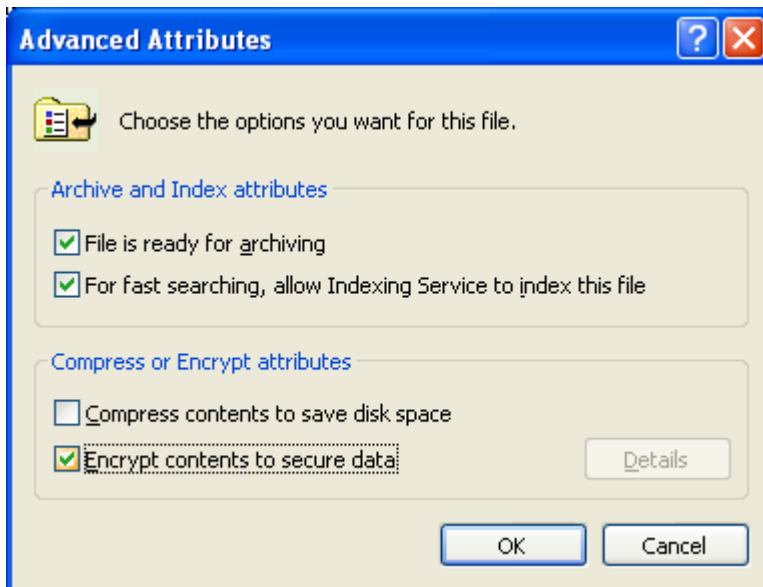 Advanced Attributes
Choose the options you want for this file.
Archive and Index attributes
File is ready for archiving
For fast searching, allow Indexing Service to index this file
Compress or Encrypt attributes
Compress contents to save disk space
Encrypt contents to secure data
Details
OK
Cancel